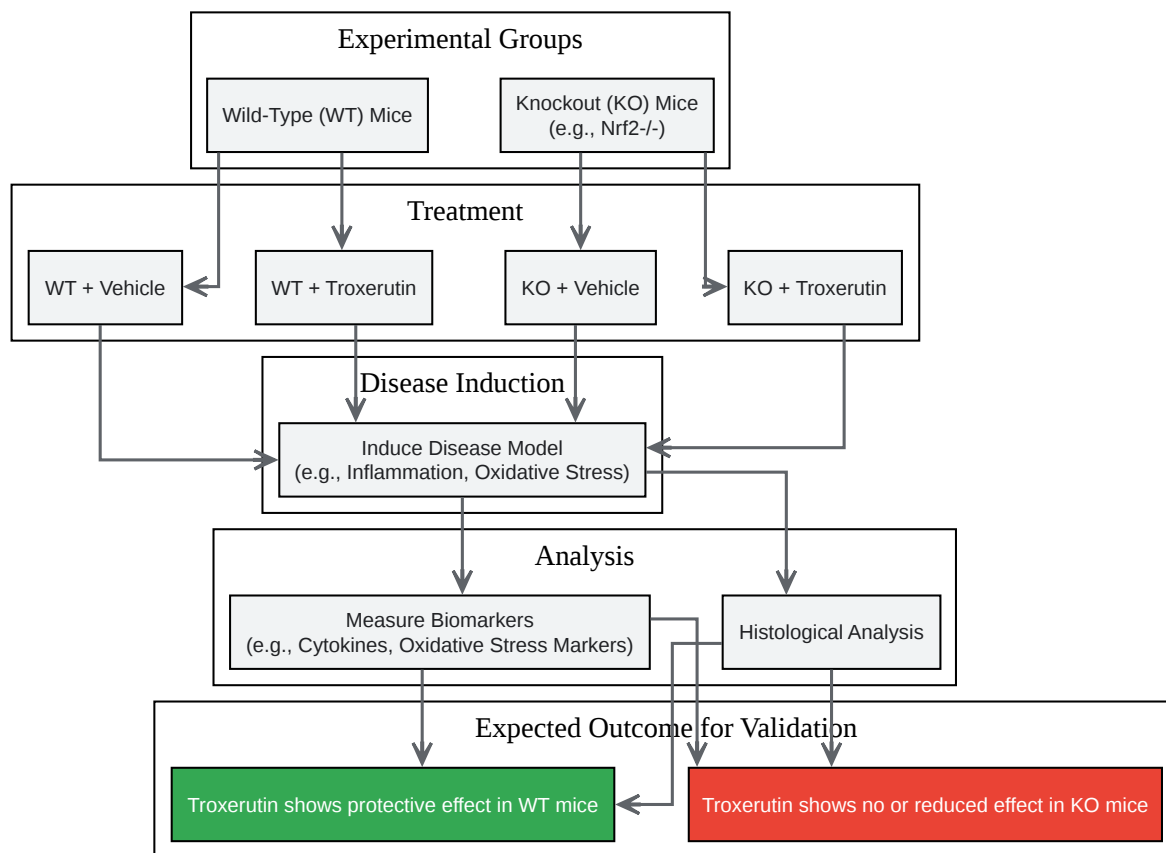 Experimental Groups
Wild-Type (WT) Mice
Knockout (KO) Mice
(e.g., Nrf2-/-)
Treatment
WT + Vehicle
WT + Troxerutin
KO + Vehicle
KO + Troxerutin
Disease Induction
Induce Disease Model
(e.g., Inflammation, Oxidative Stress)
Analysis
Measure Biomarkers
(e.g., Cytokines, Oxidative Stress Markers)
Histological Analysis
Expected Outcome for Validation
Troxerutin shows protective effect in WT mice
Troxerutin shows no or reduced effect in KO mice